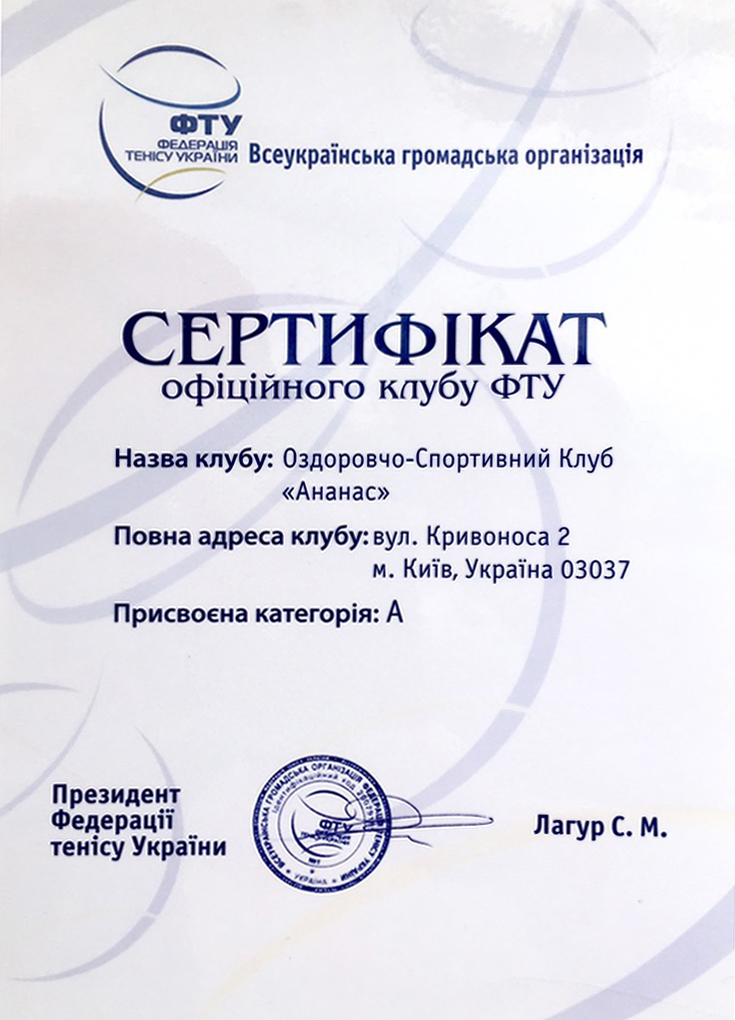 ФТУ
ФЕДЕРАЦІЯ
ТЕНІСУ УКРАЇНИ
Всеукраїнська громадська організація
СЕРТИФІКАТ
офіційного клубу ФТУ
Назва клубу: Оздоровчо-Спортивний Клуб
«Ананас»
Повна адреса клубу: вул. Кривоноса 2
м. Київ, Україна 03037
Присвоєна категорія: А
Президент
Федерації
тенісу України
ВСЕУКРАЇНСЬКА ГРОМАДСЬКА ОРГАНІЗАЦІЯ ФЕДЕРАЦІЯ ТЕНІСУ УКРАЇНИ
Ідентифікаційний код
ФТУ
УКРАЇНА
Лагур С. М.